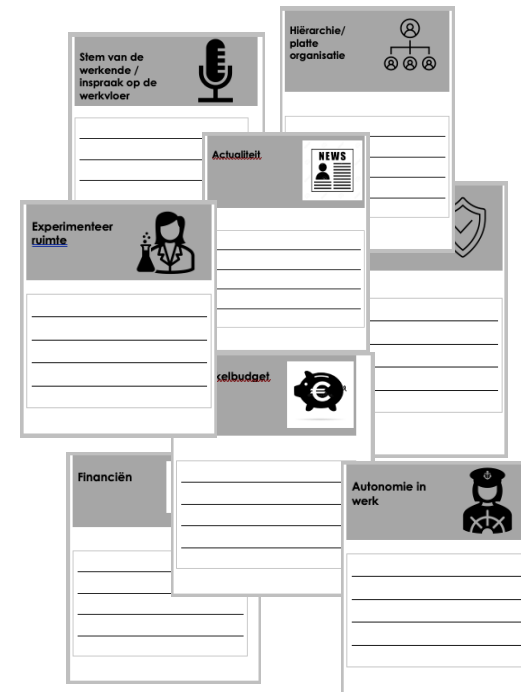 Stem van de
werkende /
inspraak op de
werkvloer
Hiërarchie/
platte
organisatie
Actualiteit
NEWS
Experimenteer
ruimte
kelbudget
Financiën
Autonomie in
werk